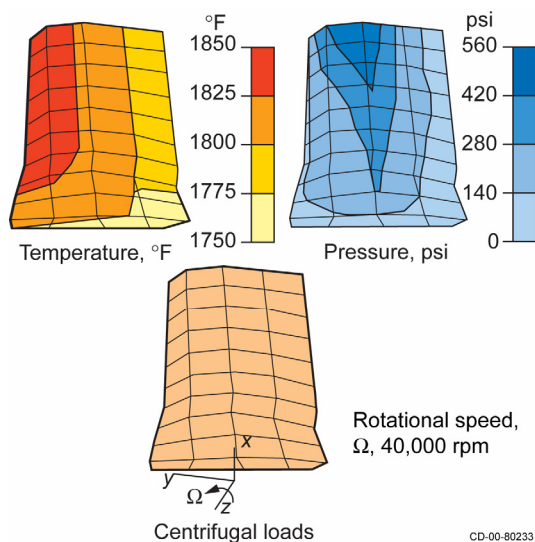 °F
1850
1825
1800
1775
1750
Temperature, °F
psi
560
420
280
140
0
Pressure, psi
x
y
Ω
z
Rotational speed,
Ω, 40,000 rpm
Centrifugal loads
CD-00-80233